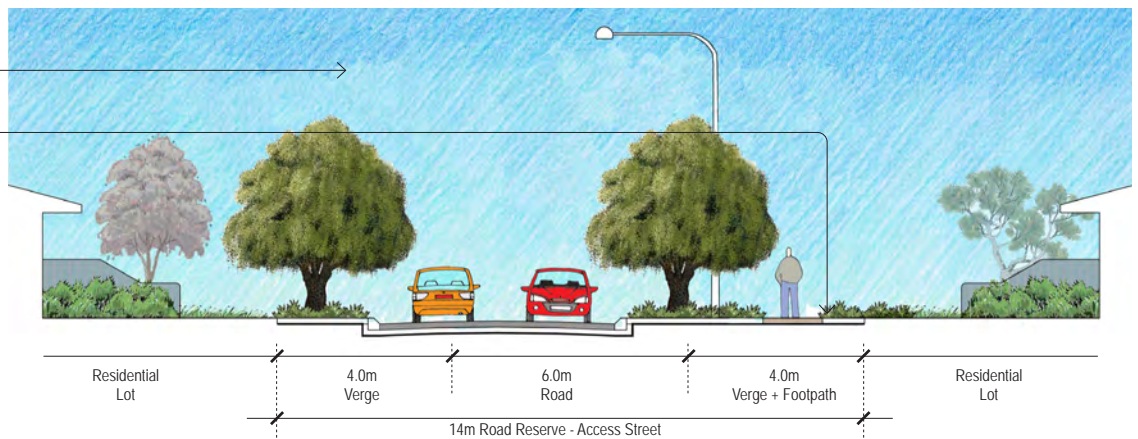 Residential
Lot
4.0m
Verge
6.0m
Road
4.0m
Verge + Footpath
Residential
Lot
14m Road Reserve - Access Street